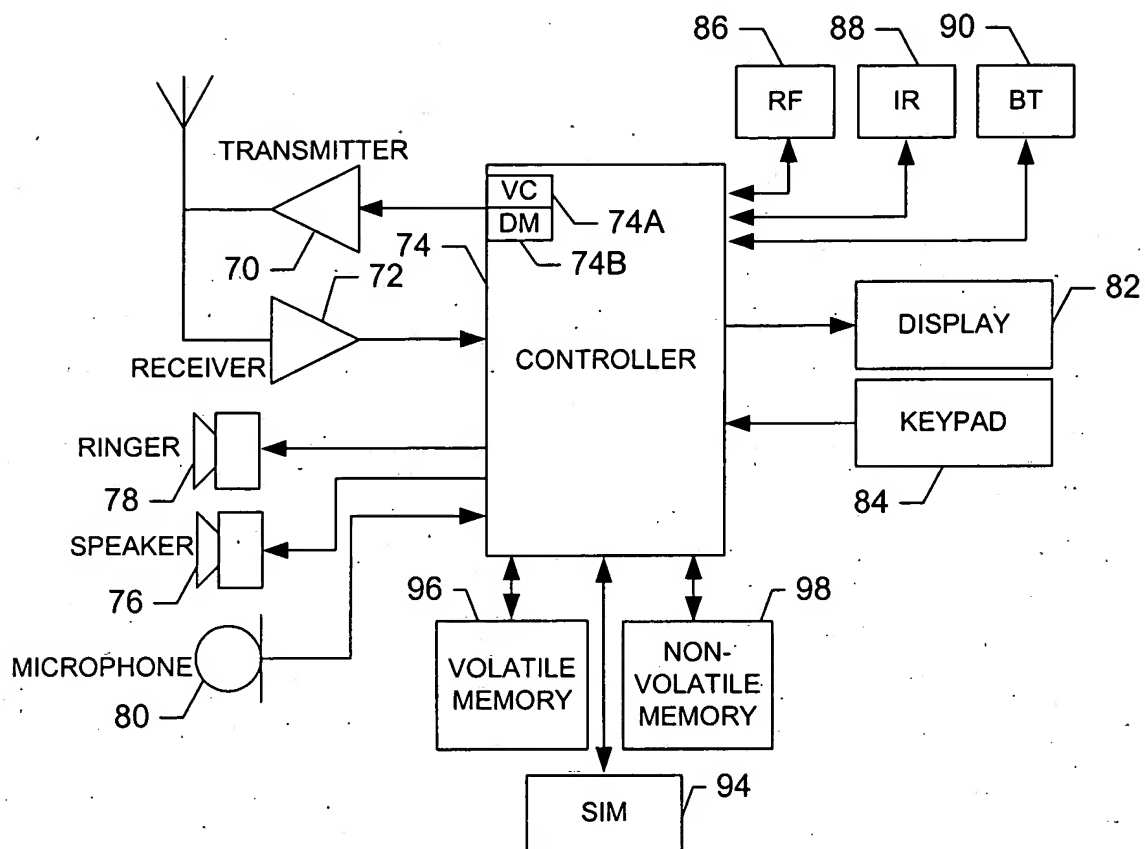 86
88
90
RF
IR
BT
TRANSMITTER
VC
DM
74A
74B
70
72
74
RECEIVER
CONTROLLER
DISPLAY
82
KEYPAD
84
RINGER
78
SPEAKER
76
MICROPHONE
80
96
98
VOLATILE
MEMORY
NON-
VOLATILE
MEMORY
SIM
94